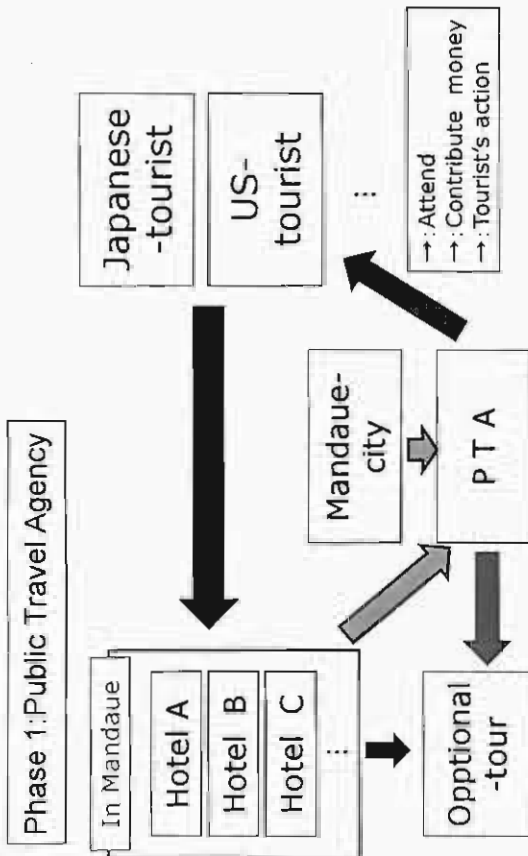 Phase 1:Public Travel Agency
In Mandaue
Hotel A
Hotel B
Hotel C
⋮
Japanese
-tourist
US-
tourist
⋮
Mandaue-
city
P T A
Opptional
-tour
→:Attend
→:Contribute money
→:Tourist's action